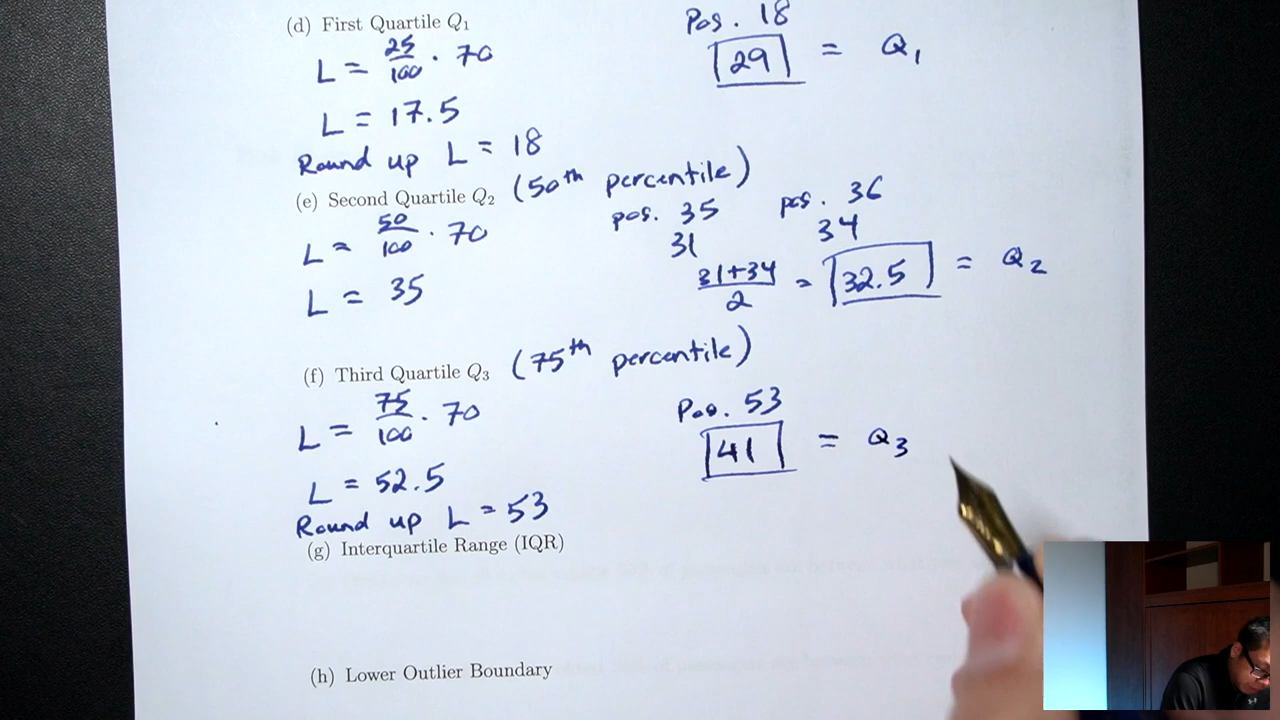 (d) First Quartile Q1
Pos. 18
L = 25/100 · 70
29 = Q1
L = 17.5
Round up L = 18
(e) Second Quartile Q2 (50th percentile)
pos. 35 pos. 36
L = 50/100 · 70
31 34
L = 35
31+34/2 = 32.5 = Q2
(f) Third Quartile Q3 (75th percentile)
L = 75/100 · 70
Pos. 53
41 = Q3
L = 52.5
Round up L = 53
(g) Interquartile Range (IQR)
(h) Lower Outlier Boundary